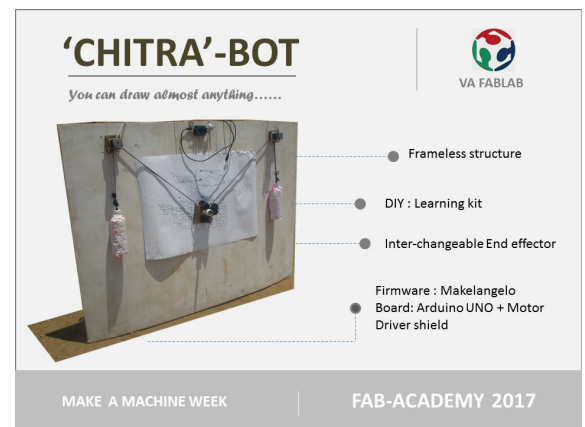 'CHITRA'-BOT
You can draw almost anything......
VA FABLAB
Frameless structure
DIY : Learning kit
Inter-changeable End effector
Firmware : Makelangelo
Board: Arduino UNO + Motor
Driver shield
MAKE A MACHINE WEEK
FAB-ACADEMY 2017